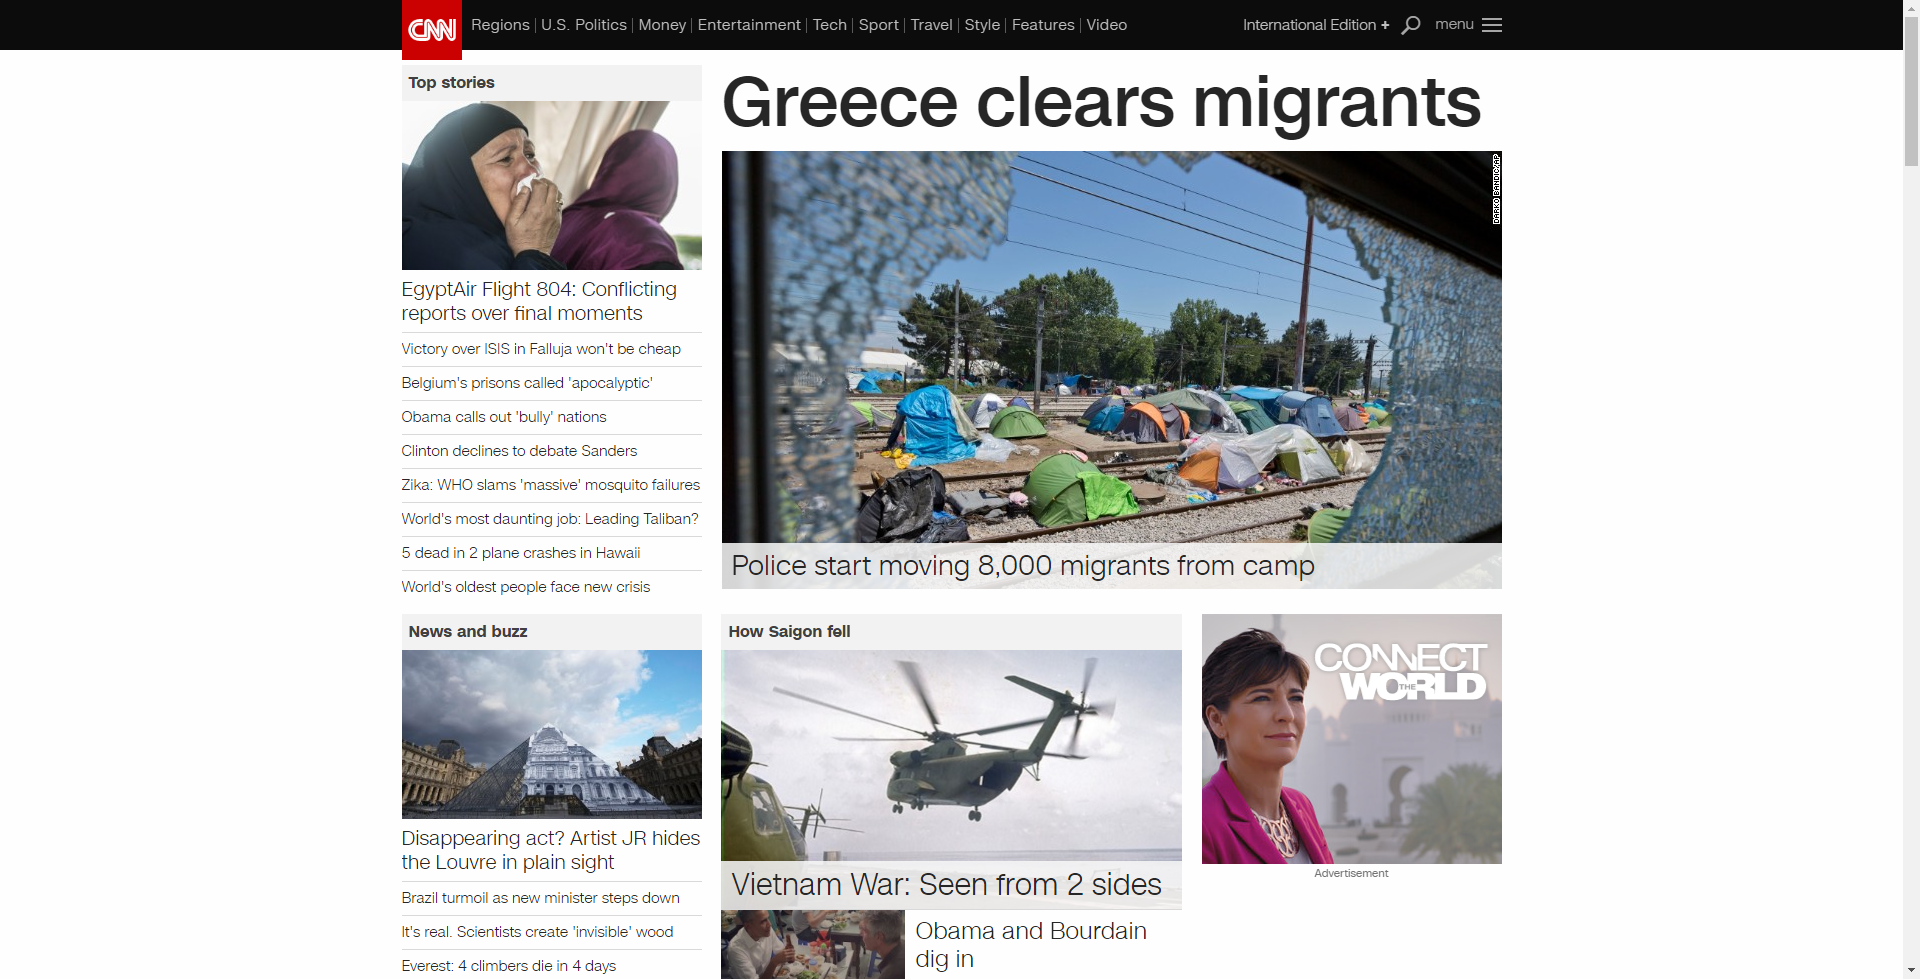 CNN
Regions
U.S. Politics
Money
Entertainment
Tech
Sport
Travel
Style
Features
Video
International Edition +
menu
Top stories
EgyptAir Flight 804: Conflicting
reports over final moments
Victory over ISIS in Falluja won't be cheap
Belgium's prisons called 'apocalyptic'
Obama calls out 'bully' nations
Clinton declines to debate Sanders
Zika: WHO slams 'massive' mosquito failures
World's most daunting job: Leading Taliban?
5 dead in 2 plane crashes in Hawaii
World's oldest people face new crisis
Greece clears migrants
DARKO BANDIC/AP
Police start moving 8,000 migrants from camp
News and buzz
Disappearing act? Artist JR hides
the Louvre in plain sight
Brazil turmoil as new minister steps down
It's real. Scientists create 'invisible' wood
Everest: 4 climbers die in 4 days
How Saigon fell
Vietnam War: Seen from 2 sides
Obama and Bourdain
dig in
CONNECT
THE
WORLD
Advertisement